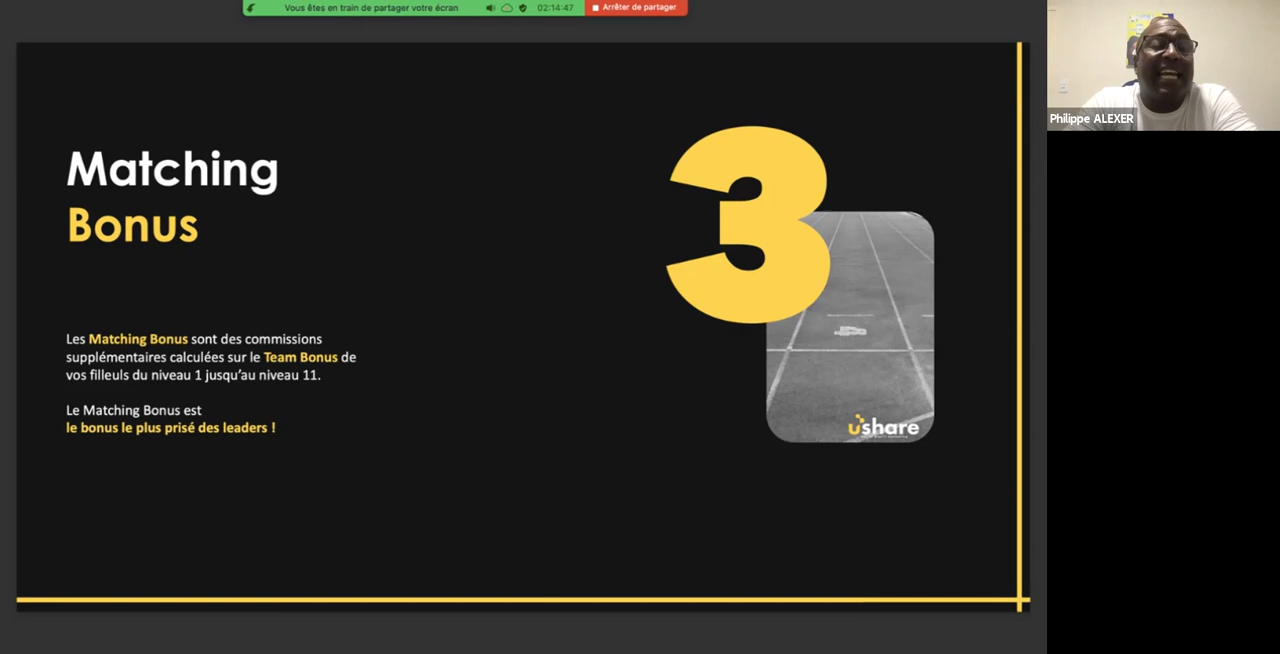 Vous êtes en train de partager votre écran
02:14:47
Arrêter de partager
Philippe ALEXER
Matching
Bonus
3
Les Matching Bonus sont des commissions
supplémentaires calculées sur le Team Bonus de
vos filleuls du niveau 1 jusqu'au niveau 11.
Le Matching Bonus est
le bonus le plus prisé des leaders !
ushare